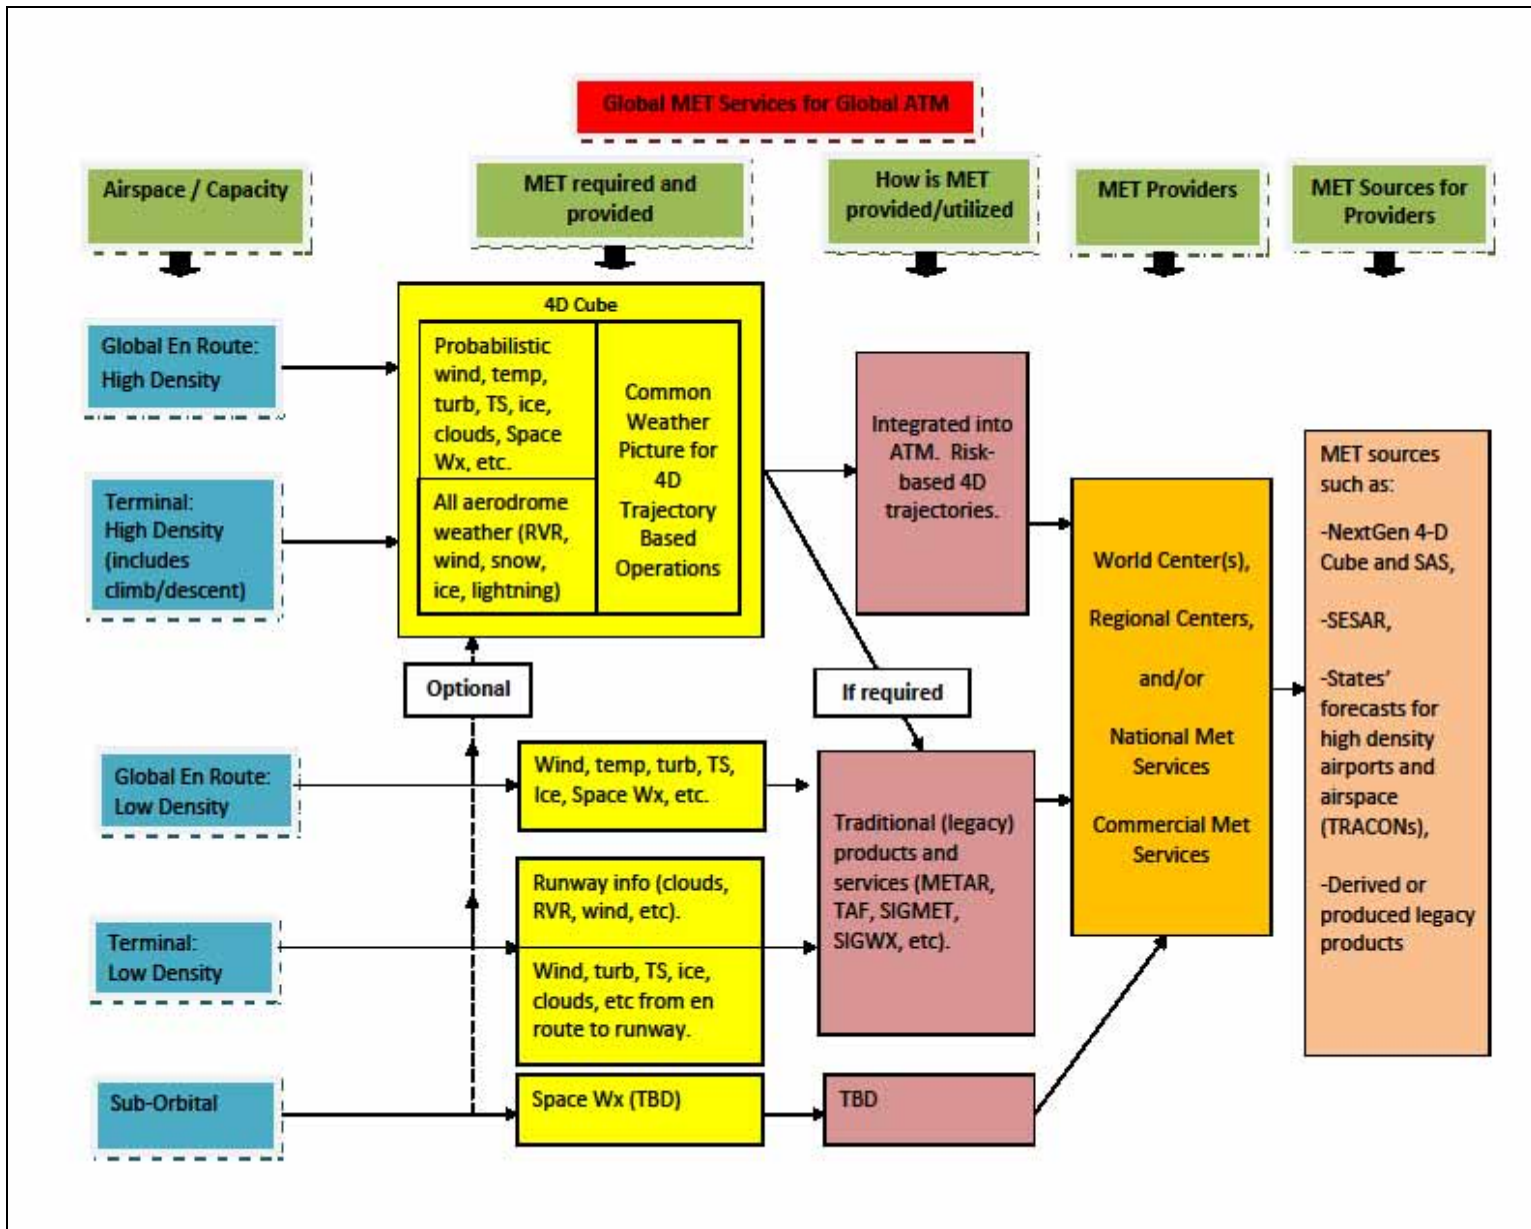 Global MET Services for Global ATM
Airspace / Capacity
MET required and
provided
How is MET
provided/utilized
MET Providers
MET Sources for
Providers
Global En Route:
High Density
Terminal:
High Density
(includes
climb/descent)
Global En Route:
Low Density
Terminal:
Low Density
Sub-Orbital
4D Cube
Probabilistic
wind, temp,
turb, TS, ice,
clouds, Space
Wx, etc.
All aerodrome
weather (RVR,
wind, snow,
ice, lightning)
Common
Weather
Picture for
4D
Trajectory
Based
Operations
Optional
If required
Wind, temp, turb, TS,
Ice, Space Wx, etc.
Runway info (clouds,
RVR, wind, etc).
Wind, turb, TS, ice,
clouds, etc from en
route to runway.
Space Wx (TBD)
Integrated into
ATM. Risk-
based 4D
trajectories.
Traditional (legacy)
products and
services (METAR,
TAF, SIGMET,
SIGWX, etc).
TBD
World Center(s),
Regional Centers,
and/or
National Met
Services
Commercial Met
Services
MET sources
such as:
-NextGen 4-D
Cube and SAS,
-SESAR,
-States'
forecasts for
high density
airports and
airspace
(TRACONs),
-Derived or
produced legacy
products